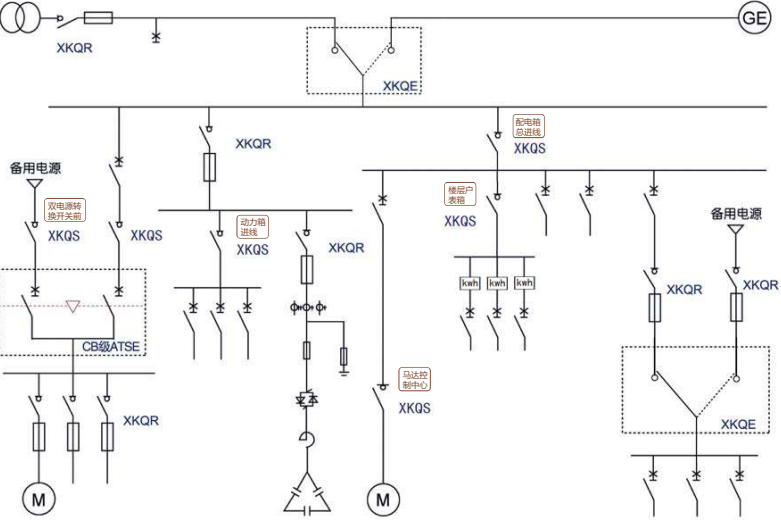 GE
XKQR
XKQE
配电箱
总进线
XKQS
XKQR
备用电源
双电源转
换开关前
XKQS
XKQS
动力箱
进线
XKQS
XKQR
楼层户
表箱
XKQS
备用电源
kwh
kwh
kwh
XKQR
XKQR
CB级ATSE
马达控
制中心
XKQS
XKQR
XKQE
M
M